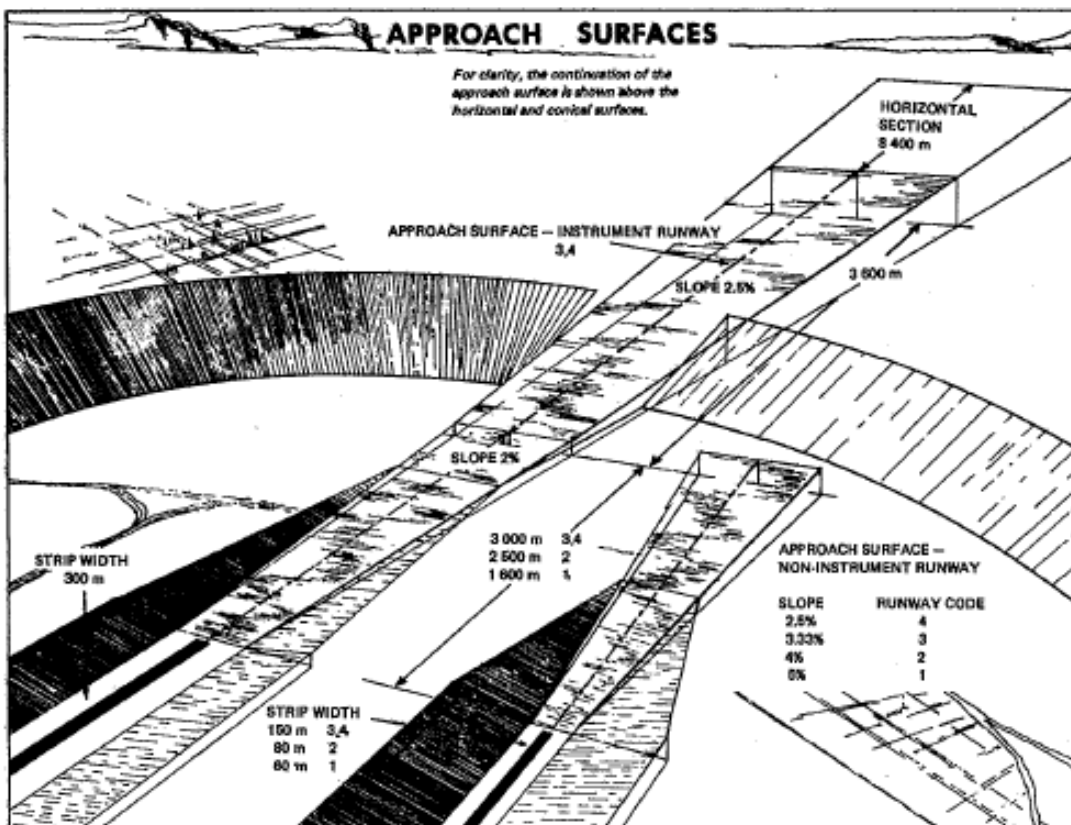 APPROACH SURFACES
For clarity, the continuation of the
approach surface is shown above the
horizontal and conical surfaces.
HORIZONTAL
SECTION
8 400 m
APPROACH SURFACE – INSTRUMENT RUNWAY
3,4
3 600 m
SLOPE 2.5%
SLOPE 2%
STRIP WIDTH
300 m
3 000 m 3,4
2 500 m 2
1 600 m 1
APPROACH SURFACE –
NON-INSTRUMENT RUNWAY
SLOPE RUNWAY CODE
2.5% 4
3.33% 3
4% 2
5% 1
STRIP WIDTH
150 m 3,4
80 m 2
60 m 1